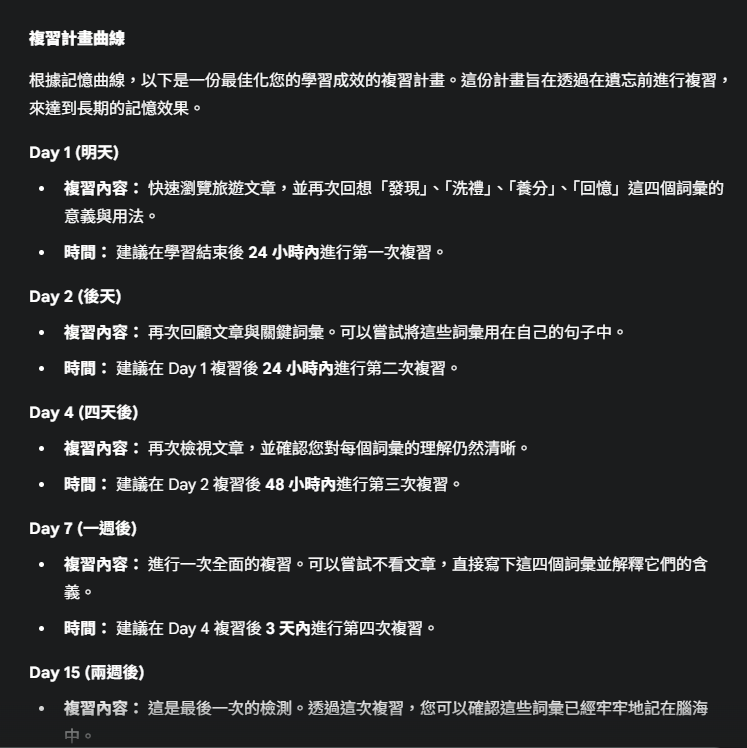 複習計畫曲線
根據記憶曲線，以下是一份最佳化您的學習成效的複習計畫。這份計畫旨在透過在遺忘前進行複習，
來達到長期的記憶效果。
Day 1 (明天)
• 複習內容： 快速瀏覽旅遊文章，並再次回想「發現」、「洗禮」、「養分」、「回憶」這四個詞彙的
意義與用法。
• 時間： 建議在學習結束後 24 小時內進行第一次複習。
Day 2 (後天)
• 複習內容： 再次回顧文章與關鍵詞彙。可以嘗試將這些詞彙用在自己的句子中。
• 時間： 建議在 Day 1 複習後 24 小時內進行第二次複習。
Day 4 (四天後)
• 複習內容： 再次檢視文章，並確認您對每個詞彙的理解仍然清晰。
• 時間： 建議在 Day 2 複習後 48 小時內進行第三次複習。
Day 7 (一週後)
• 複習內容： 進行一次全面的複習。可以嘗試不看文章，直接寫下這四個詞彙並解釋它們的含
義。
• 時間： 建議在 Day 4 複習後 3 天內進行第四次複習。
Day 15 (兩週後)
• 複習內容： 這是最後一次的檢測。透過這次複習，您可以確認這些詞彙已經牢牢地記在腦海
中。